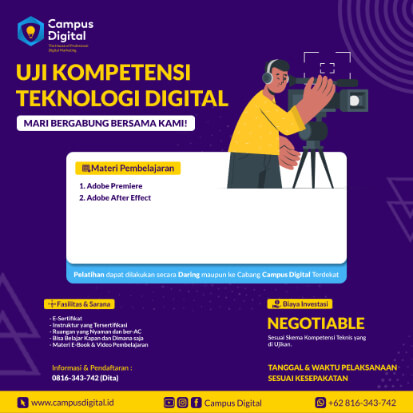 Campus
Digital
UJI KOMPETENSI
TEKNOLOGI DIGITAL
MARI BERGABUNG BERSAMA KAMI!
Materi Pembelajaran
1. Adobe Premiere
2. Adobe After Effect
Pelatihan dapat dilakukan secara Daring maupun ke Cabang Campus Digital Terdekat
Fasilitas & Sarana
- E-Sertifikat
- Instruktur yang Tersertifikasi
- Ruangan yang Nyaman dan ber-AC
- Bisa Belajar Kapan dan Dimana saja
- Materi E-Book & Video Pembelajaran
Informasi & Pendaftaran :
0816-343-742 (Dita)
Biaya Investasi
NEGOTIABLE
Sesuai Skema Kompetensi Teknis yang
di Ujikan.
TANGGAL & WAKTU PELAKSANAAN
SESUAI KESEPAKATAN
www.campusdigital.id
Campus Digital
+62 816-343-742